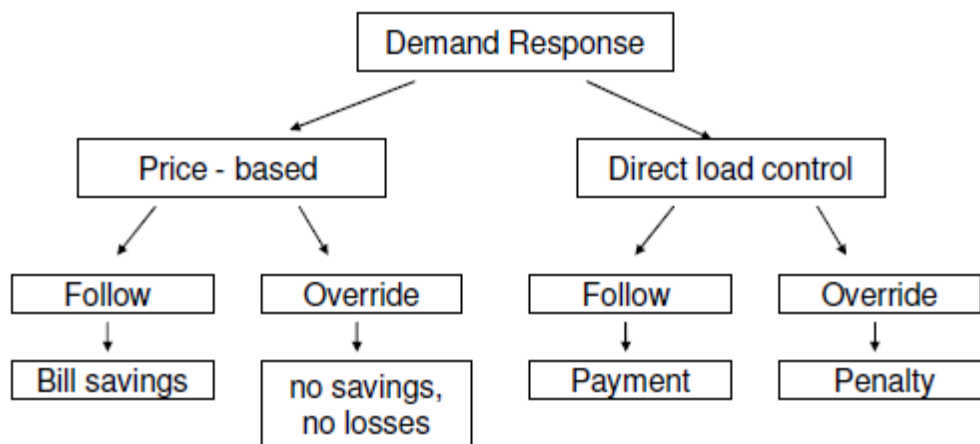 Demand Response
Price - based
Direct load control
Follow
Override
Follow
Override
Bill savings
no savings,
no losses
Payment
Penalty